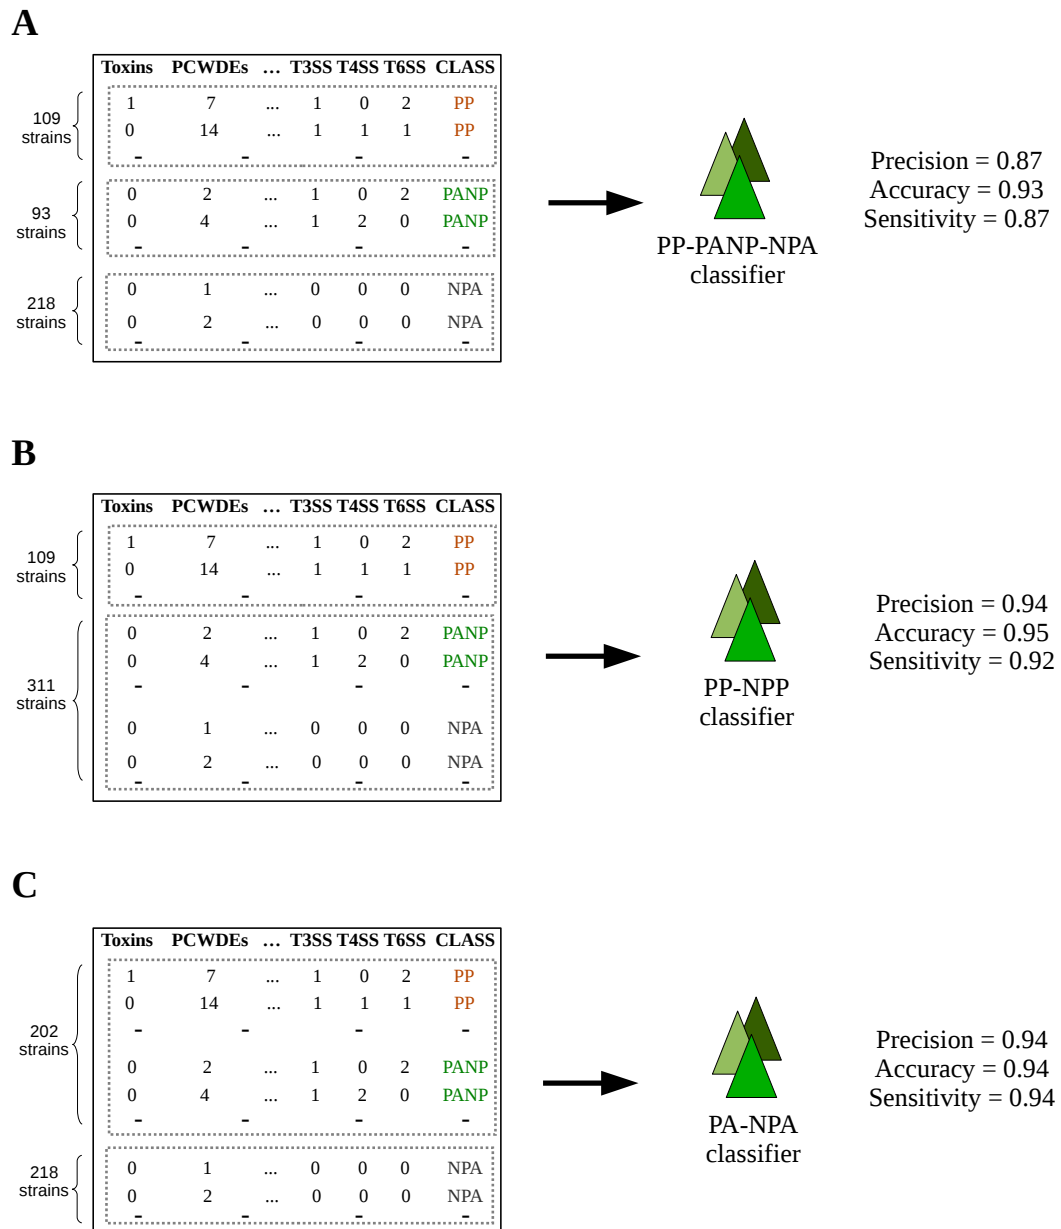 A
Toxins PCWDEs ... T3SS T4SS T6SS CLASS
109 strains
1 7 ... 1 0 2 PP
0 14 ... 1 1 1 PP
- - - -
93 strains
0 2 ... 1 0 2 PANP
0 4 ... 1 2 0 PANP
- - - -
218 strains
0 1 ... 0 0 0 NPA
0 2 ... 0 0 0 NPA
- - - -
PP-PANP-NPA
classifier
Precision = 0.87
Accuracy = 0.93
Sensitivity = 0.87
B
Toxins PCWDEs ... T3SS T4SS T6SS CLASS
109 strains
1 7 ... 1 0 2 PP
0 14 ... 1 1 1 PP
- - - -
311 strains
0 2 ... 1 0 2 PANP
0 4 ... 1 2 0 PANP
- - - -
0 1 ... 0 0 0 NPA
0 2 ... 0 0 0 NPA
- - - -
PP-NPP
classifier
Precision = 0.94
Accuracy = 0.95
Sensitivity = 0.92
C
Toxins PCWDEs ... T3SS T4SS T6SS CLASS
202 strains
1 7 ... 1 0 2 PP
0 14 ... 1 1 1 PP
- - - -
0 2 ... 1 0 2 PANP
0 4 ... 1 2 0 PANP
- - - -
218 strains
0 1 ... 0 0 0 NPA
0 2 ... 0 0 0 NPA
- - - -
PA-NPA
classifier
Precision = 0.94
Accuracy = 0.94
Sensitivity = 0.94